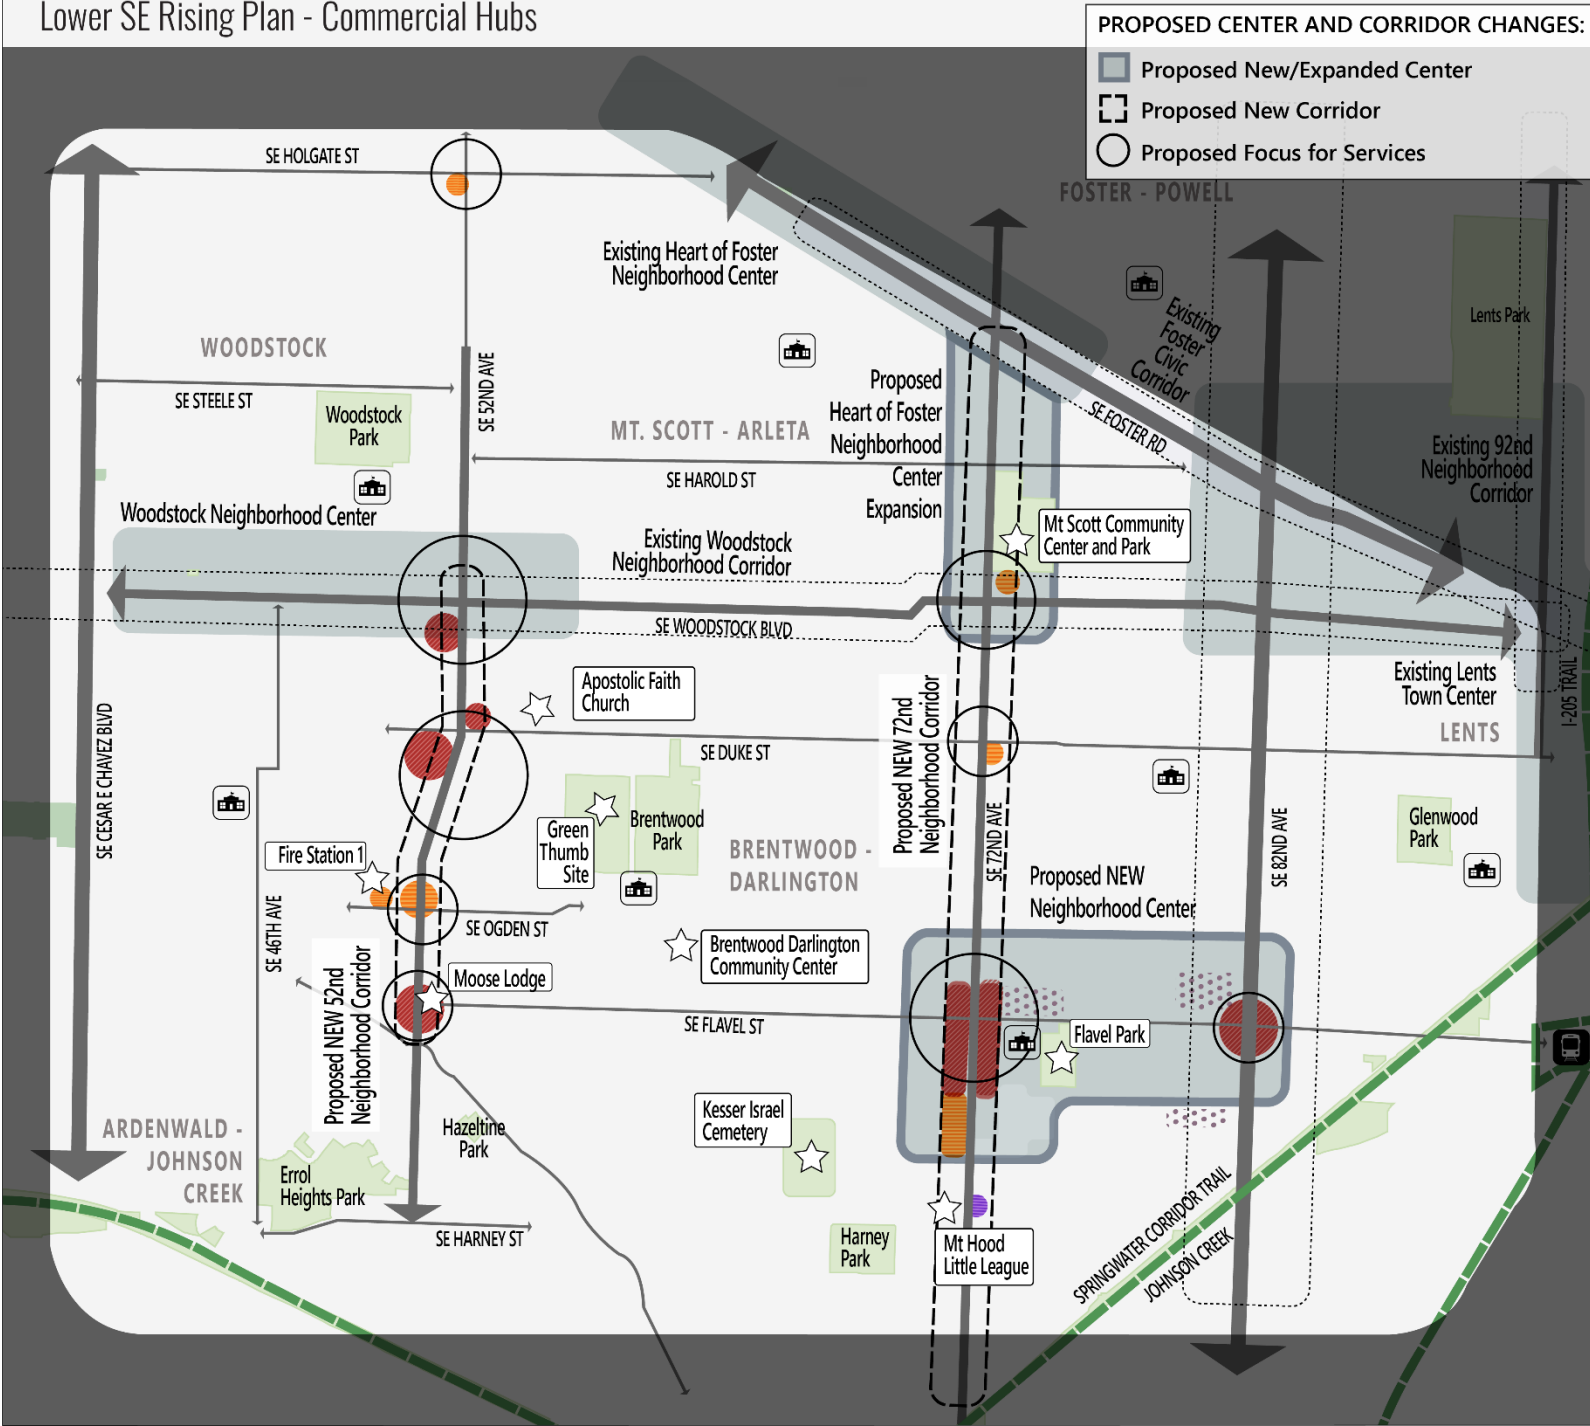 Lower SE Rising Plan - Commercial Hubs
PROPOSED CENTER AND CORRIDOR CHANGES:
Proposed New/Expanded Center
Proposed New Corridor
Proposed Focus for Services
SE HOLGATE ST
FOSTER - POWELL
Existing Heart of Foster
Neighborhood Center
Existing
Foster
Civic
Corridor
Lents Park
WOODSTOCK
SE STEELE ST
SE 52ND AVE
Woodstock
Park
MT. SCOTT - ARLETA
Proposed
Heart of Foster
Neighborhood
Center
Expansion
SE FOSTER RD
Existing 92nd
Neighborhood
Corridor
SE HAROLD ST
Woodstock Neighborhood Center
Existing Woodstock
Neighborhood Corridor
Mt Scott Community
Center and Park
SE WOODSTOCK BLVD
Apostolic Faith
Church
Existing Lents
Town Center
I-205 TRAIL
LENTS
SE CESAR E CHAVEZ BLVD
SE DUKE ST
Proposed NEW 72nd
Neighborhood Corridor
SE 72ND AVE
SE 82ND AVE
Green
Thumb
Site
Brentwood
Park
Glenwood
Park
Fire Station 1
BRENTWOOD -
DARLINGTON
Proposed NEW
Neighborhood Center
SE 46TH AVE
SE OGDEN ST
Brentwood Darlington
Community Center
Proposed NEW 52nd
Neighborhood Corridor
Moose Lodge
SE FLAVEL ST
Flavel Park
Kesser Israel
Cemetery
ARDENWALD -
JOHNSON
CREEK
Hazeltine
Park
Errol
Heights Park
SE HARNEY ST
Harney
Park
Mt Hood
Little League
SPRINGWATER CORRIDOR TRAIL
JOHNSON CREEK